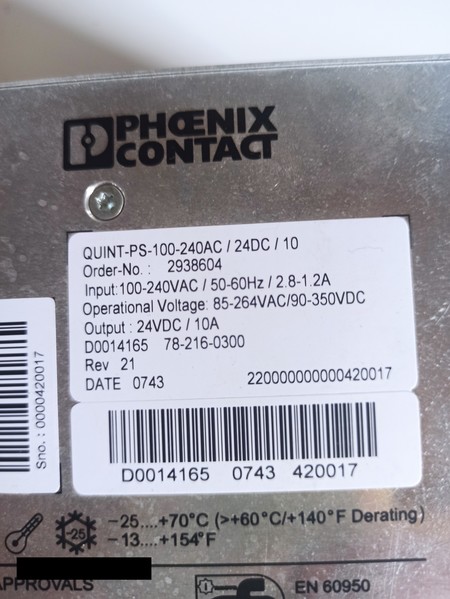 PHŒNIX
CONTACT
QUINT-PS-100-240AC / 24DC / 10
Order-No. : 2938604
Input:100-240VAC / 50-60Hz / 2.8-1.2A
Operational Voltage: 85-264VAC/90-350VDC
Output : 24VDC / 10A
D0014165 78-216-0300
Rev 21
DATE 0743 220000000000420017
Sno.: 0000420017
D0014165 0743 420017
-25
–25....+70°C (>+60°C/+140°F Derating)
–13....+154°F
APPROVALS
EN 60950